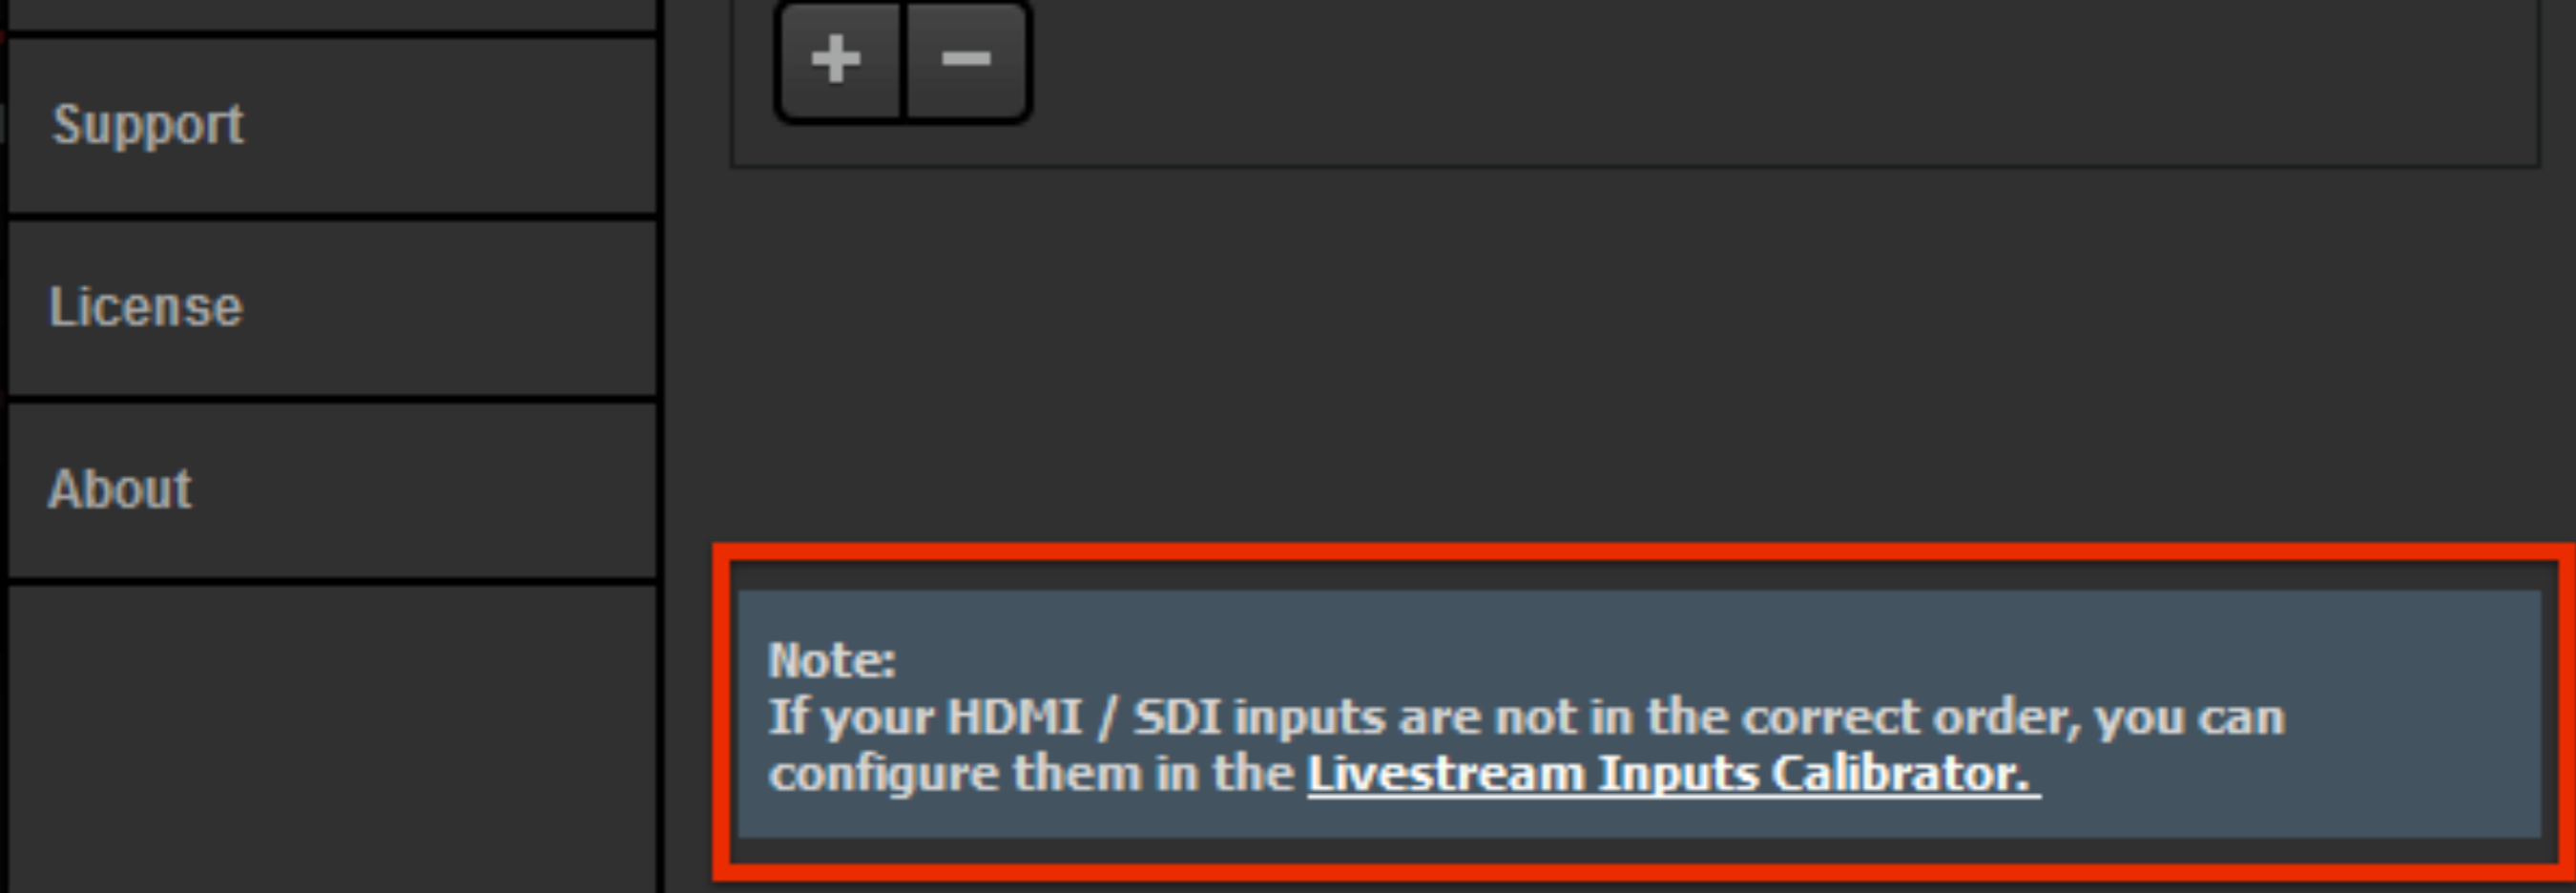 Support
License
About
Note:
If your HDMI / SDI inputs are not in the correct order, you can
configure them in the Livestream Inputs Calibrator.